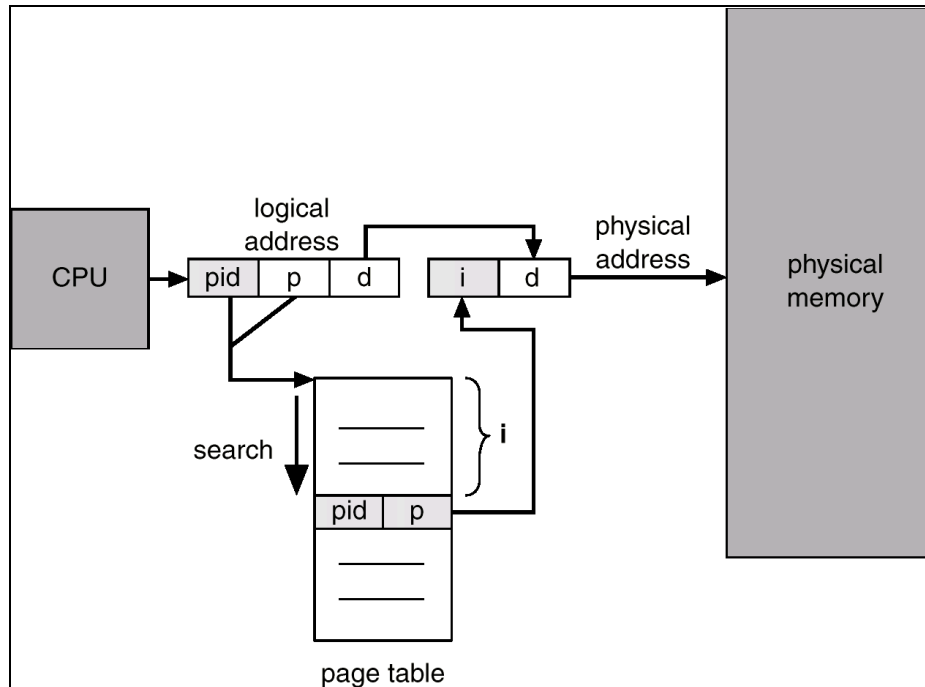 CPU
logical
address
pid p d
i d
physical
address
physical
memory
search
i
pid p
page table